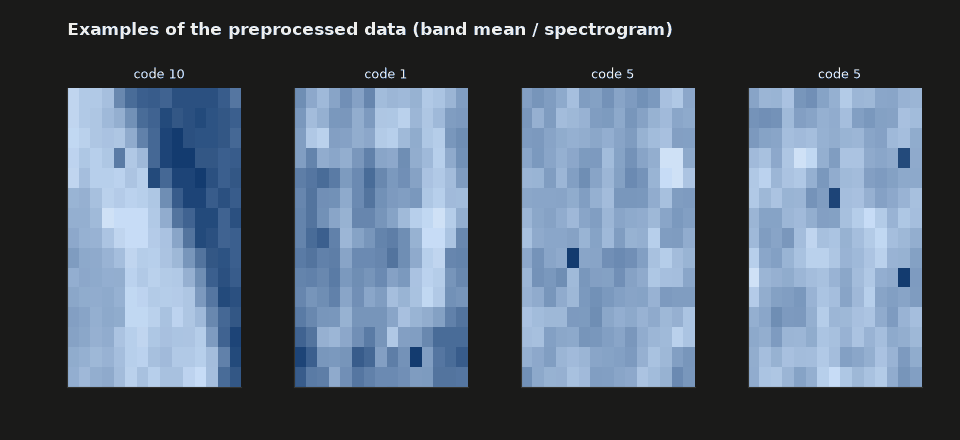 Examples of the preprocessed data (band mean / spectrogram)
code 10
code 1
code 5
code 5